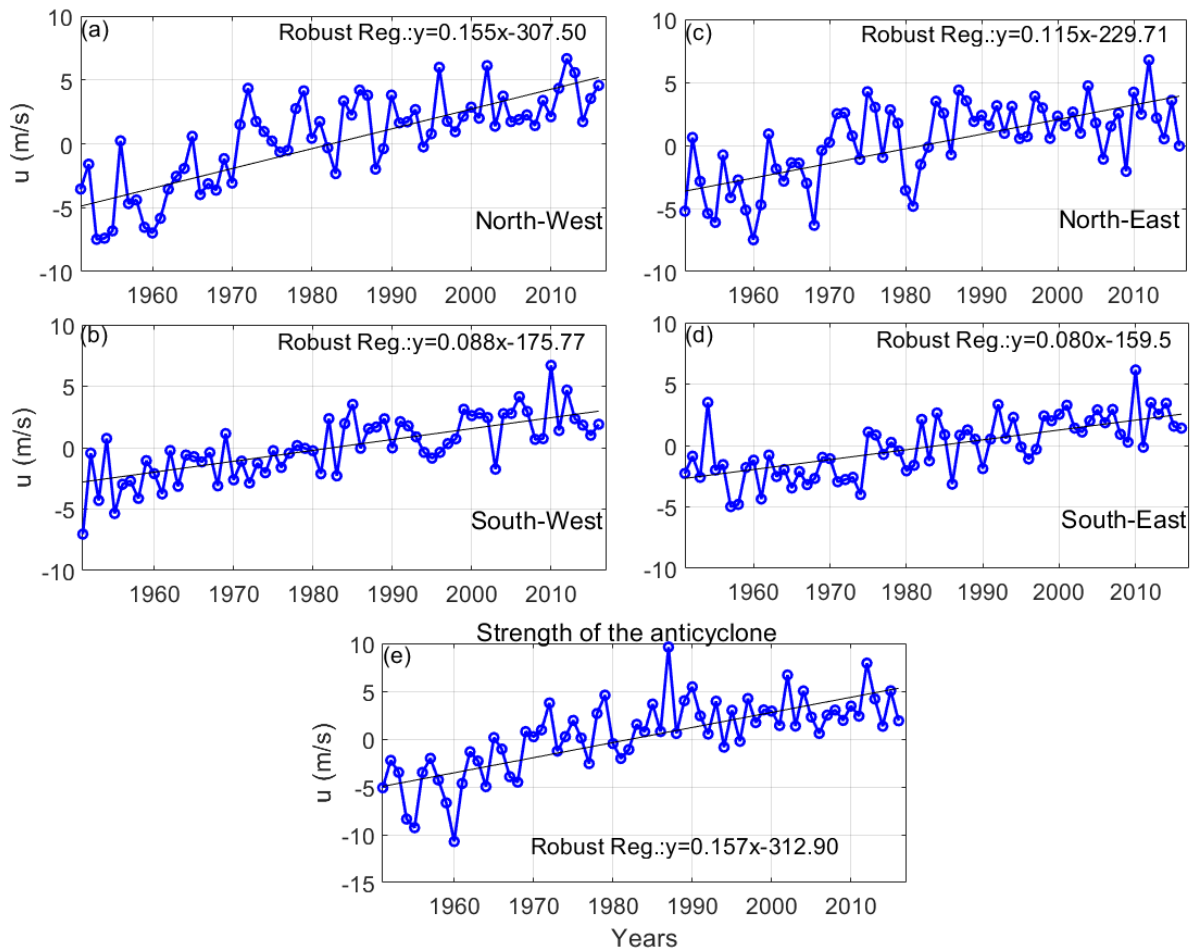 (a)
Robust Reg.:y=0.155x-307.50
10
5
0
-5
-10
u (m/s)
North-West
1960 1970 1980 1990 2000 2010
(c)
Robust Reg.:y=0.115x-229.71
10
5
0
-5
-10
North-East
1960 1970 1980 1990 2000 2010
(b)
Robust Reg.:y=0.088x-175.77
10
5
0
-5
-10
u (m/s)
South-West
1960 1970 1980 1990 2000 2010
(d)
Robust Reg.:y=0.080x-159.5
10
5
0
-5
-10
South-East
1960 1970 1980 1990 2000 2010
Strength of the anticyclone
(e)
10
5
0
-5
-10
-15
u (m/s)
Robust Reg.:y=0.157x-312.90
1960 1970 1980 1990 2000 2010
Years